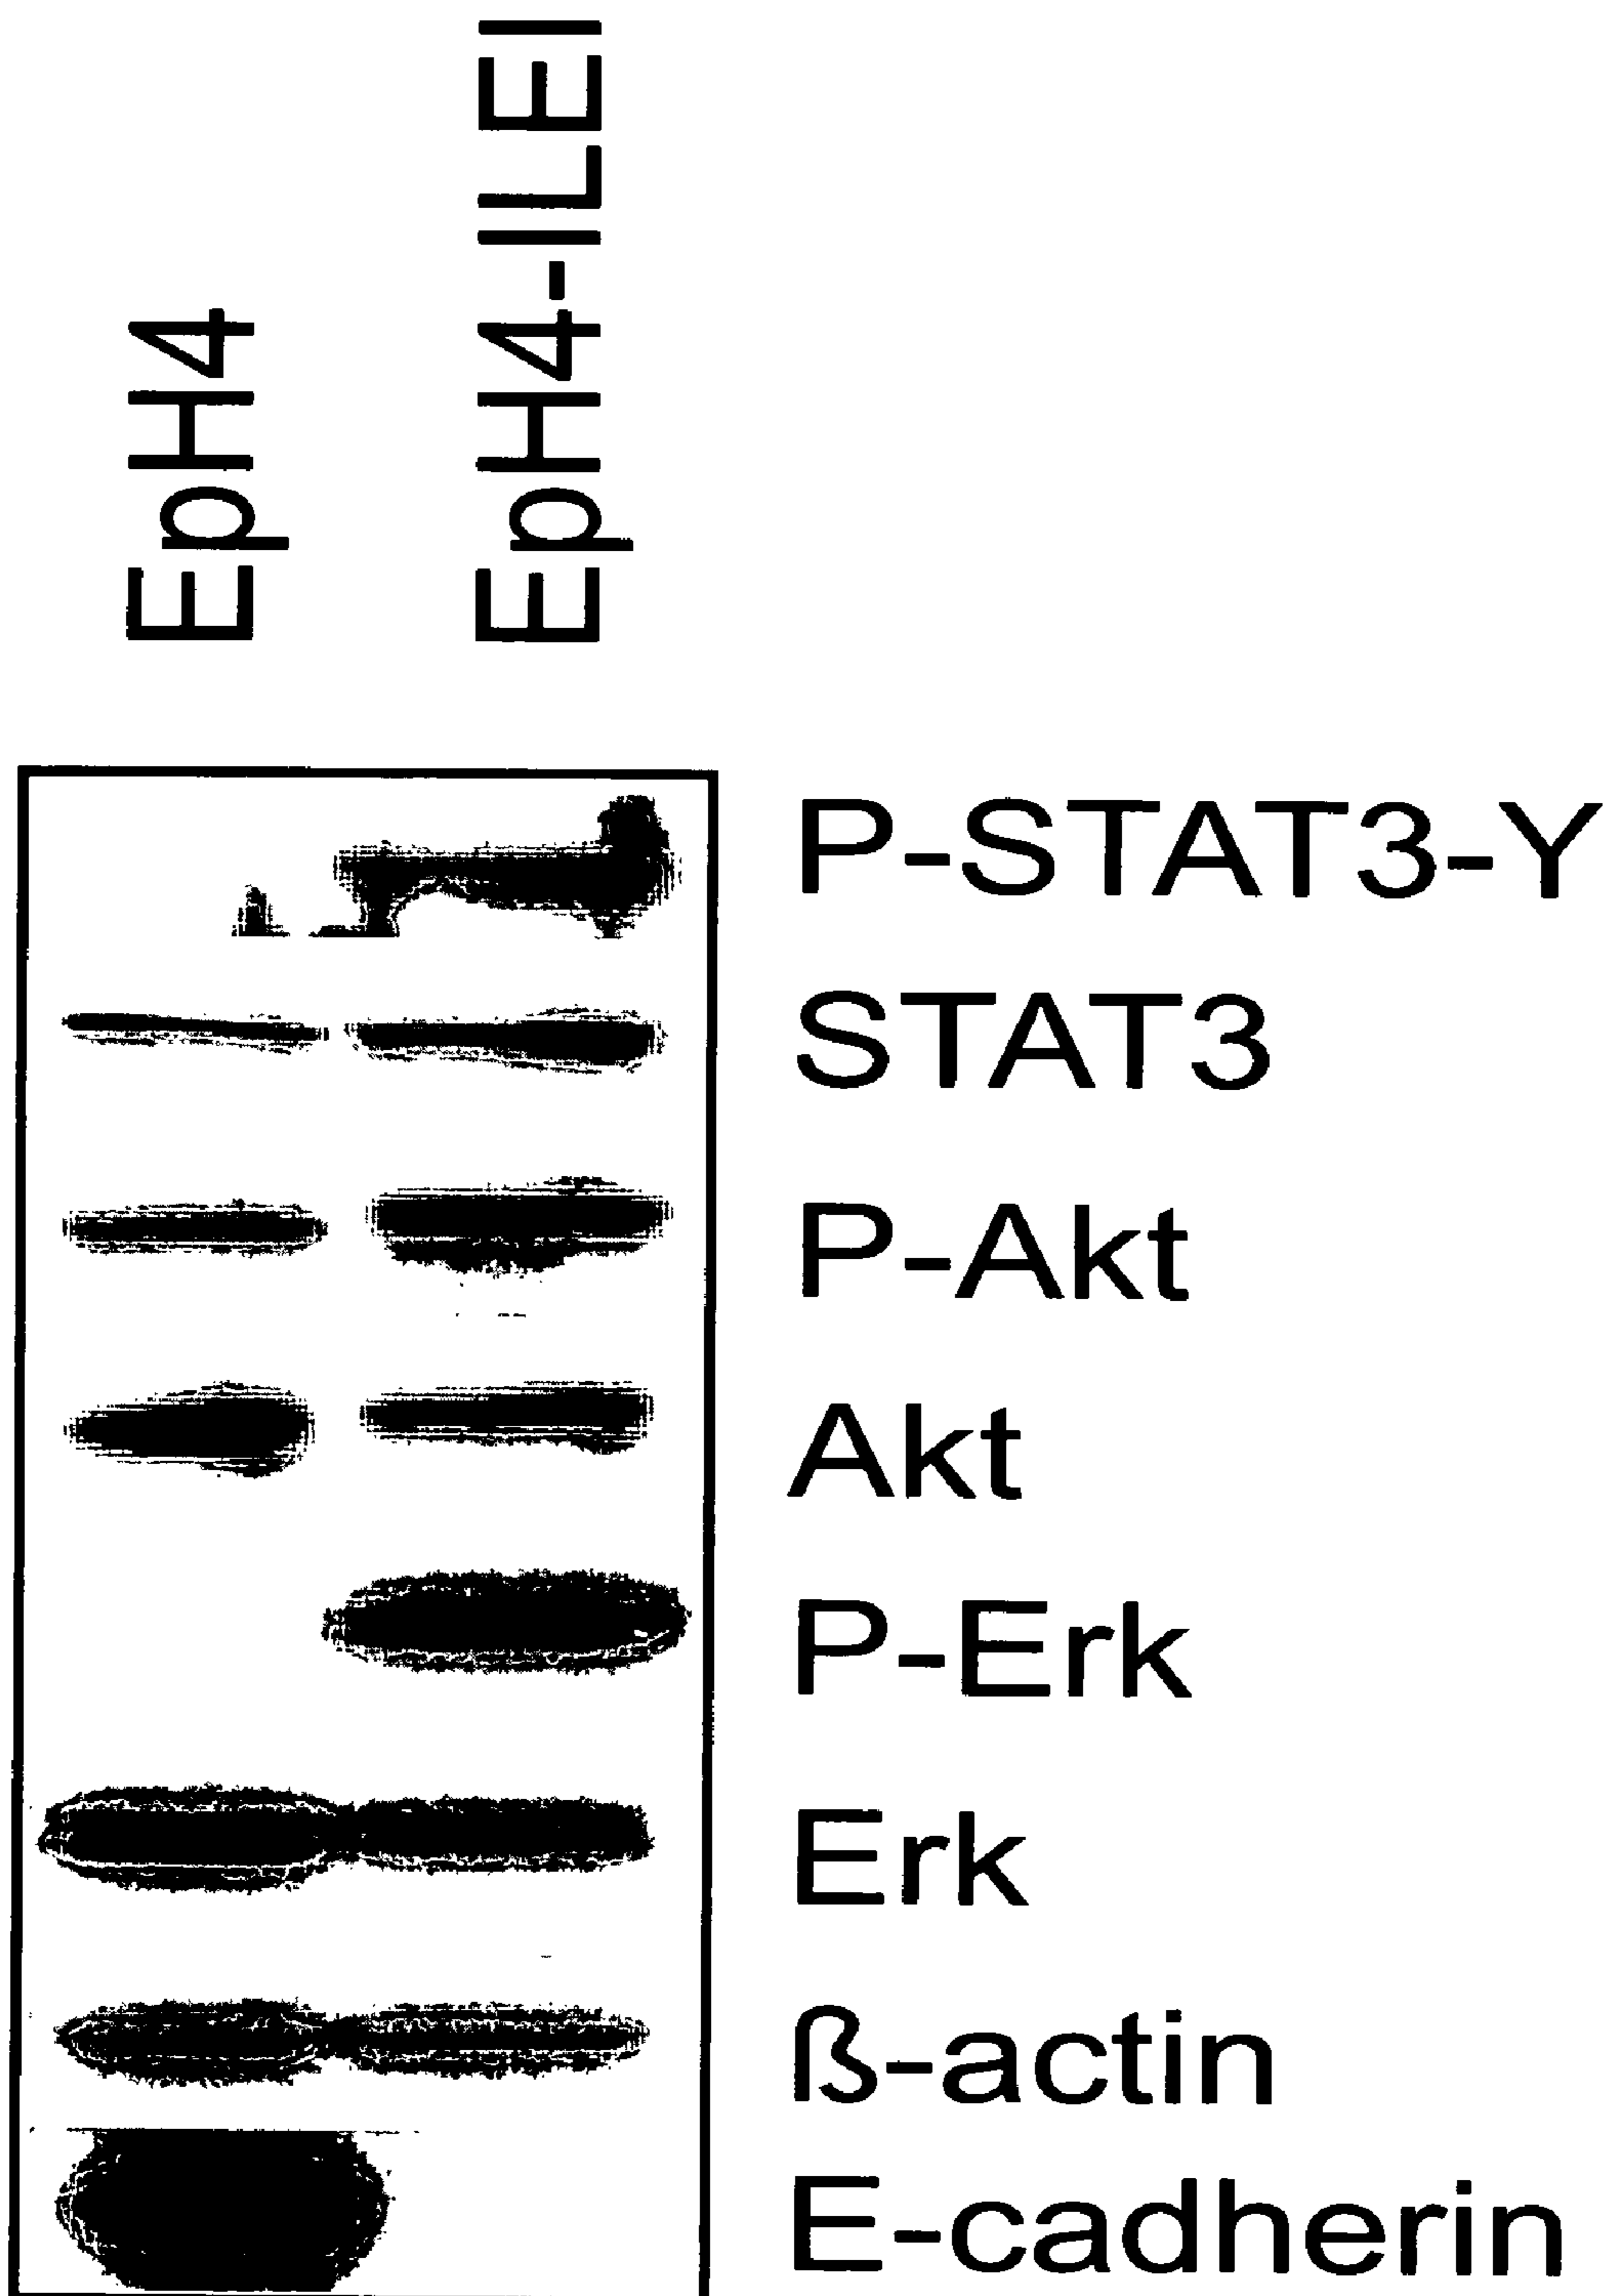 EpH4
EpH4-ILEI
P-STAT3-Y
STAT3
P-Akt
Akt
P-Erk
Erk
ß-actin
E-cadherin